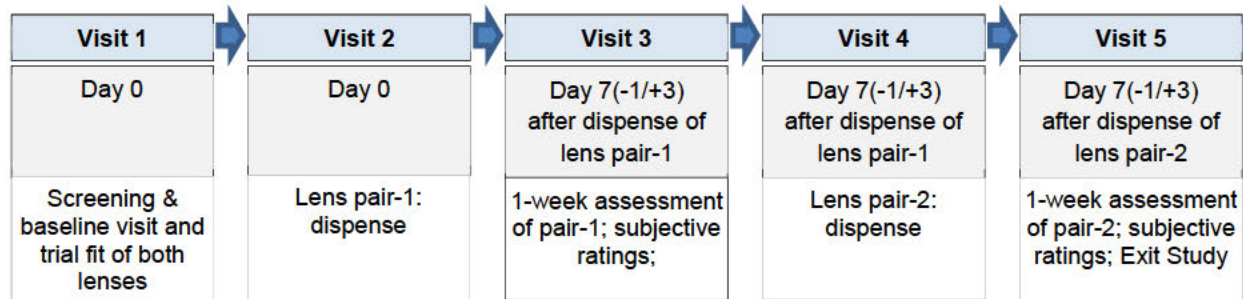 Visit 1
Visit 2
Visit 3
Visit 4
Visit 5
Day 0
Day 0
Day 7(-1/+3)
after dispense of
lens pair-1
Day 7(-1/+3)
after dispense of
lens pair-1
Day 7(-1/+3)
after dispense of
lens pair-2
Screening &
baseline visit and
trial fit of both
lenses
Lens pair-1:
dispense
1-week assessment
of pair-1; subjective
ratings;
Lens pair-2:
dispense
1-week assessment
of pair-2; subjective
ratings; Exit Study